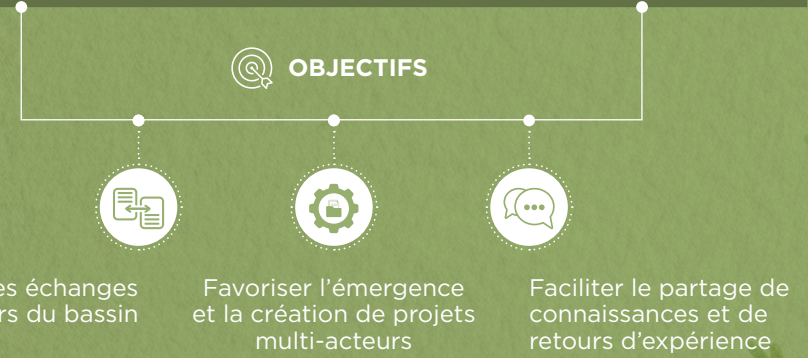 OBJECTIFS
es échanges
rs du bassin
Favoriser l’émergence
et la création de projets
multi-acteurs
Faciliter le partage de
connaissances et de
retours d’expérience